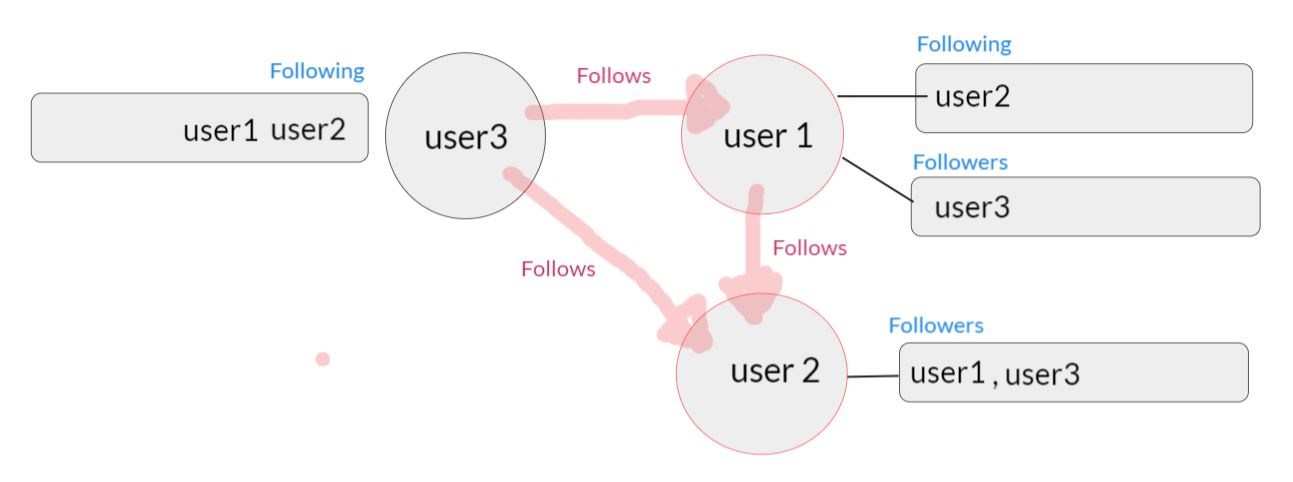 Following
user1 user2
user3
Follows
user 1
Following
user2
Followers
user3
Follows
Follows
user 2
Followers
user1 , user3